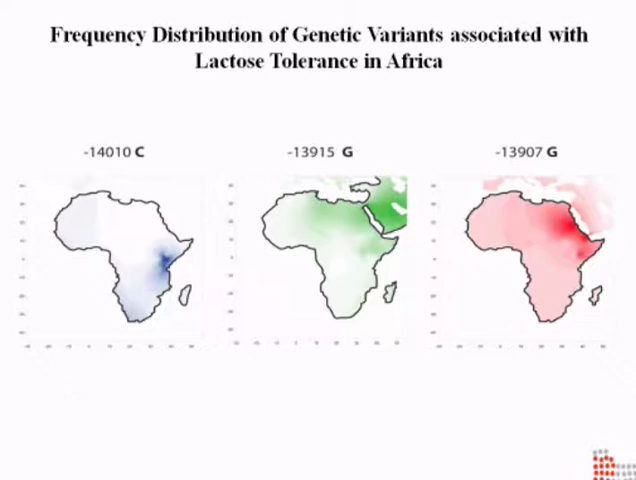 Frequency Distribution of Genetic Variants associated with
Lactose Tolerance in Africa
-14010 C
-13915 G
-13907 G